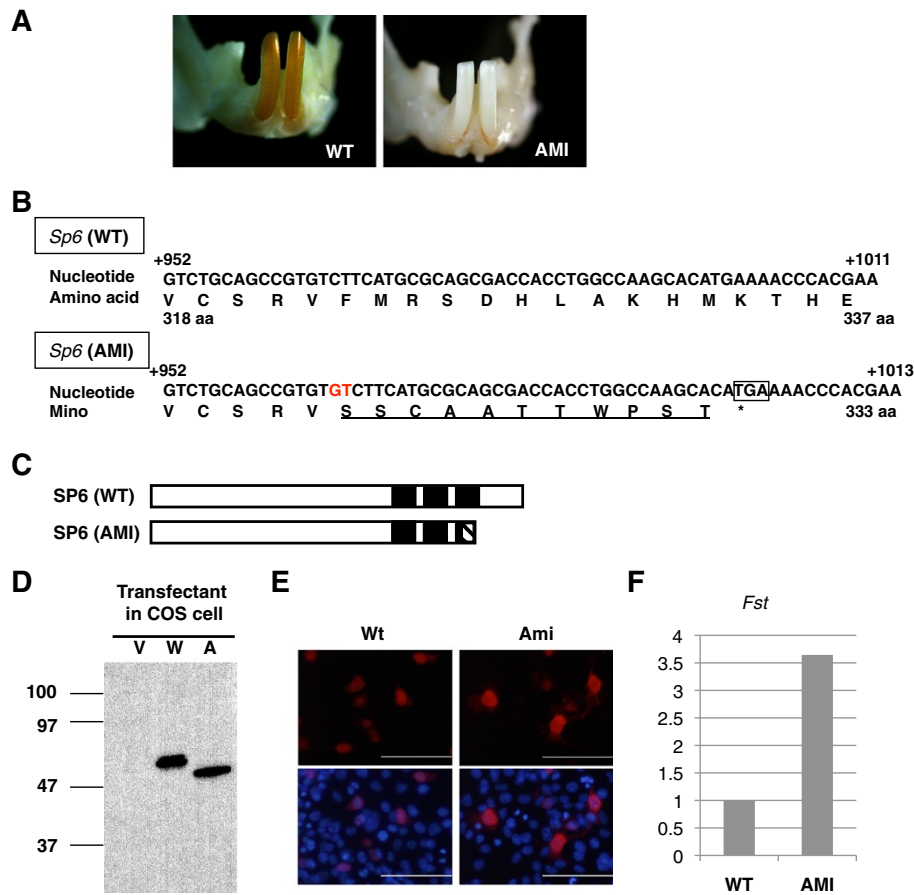 A
WT
AMI
B
Sp6 (WT)
+952 +1011
Nucleotide GTCTGCAGCCGTGTCTTCATGCGCAGCGACCACCTGGCCAAGCACATGAAAACCCACGAA
Amino acid V C S R V F M R S D H L A K H M K T H E
318 aa 337 aa
Sp6 (AMI)
+952 +1013
Nucleotide GTCTGCAGCCGTGTGTCTTCATGCGCAGCGACCACCTGGCCAAGCACATGAAAACCCACGAA
Mino V C S R V S S C A A T T W P S T * 333 aa
C
SP6 (WT)
SP6 (AMI)
D
Transfectant
in COS cell
V W A
100
97
47
37
E
Wt Ami
F
Fst
4
3.5
3
2.5
2
1.5
1
0.5
0
WT AMI